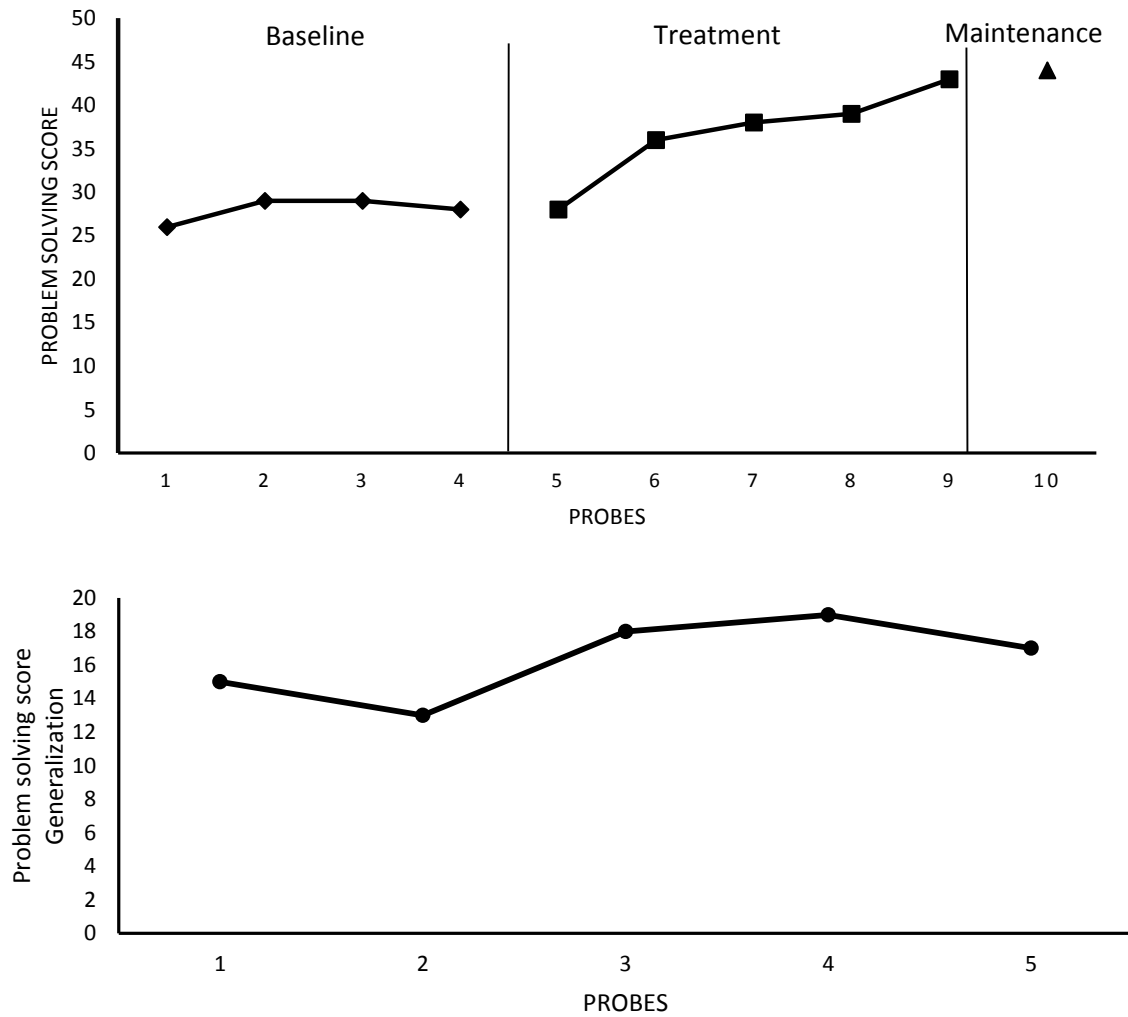 Baseline Treatment Maintenance
PROBLEM SOLVING SCORE
50
45
40
35
30
25
20
15
10
5
0
1 2 3 4 5 6 7 8 9 10
PROBES
Problem solving score
Generalization
20
18
16
14
12
10
8
6
4
2
0
1 2 3 4 5
PROBES